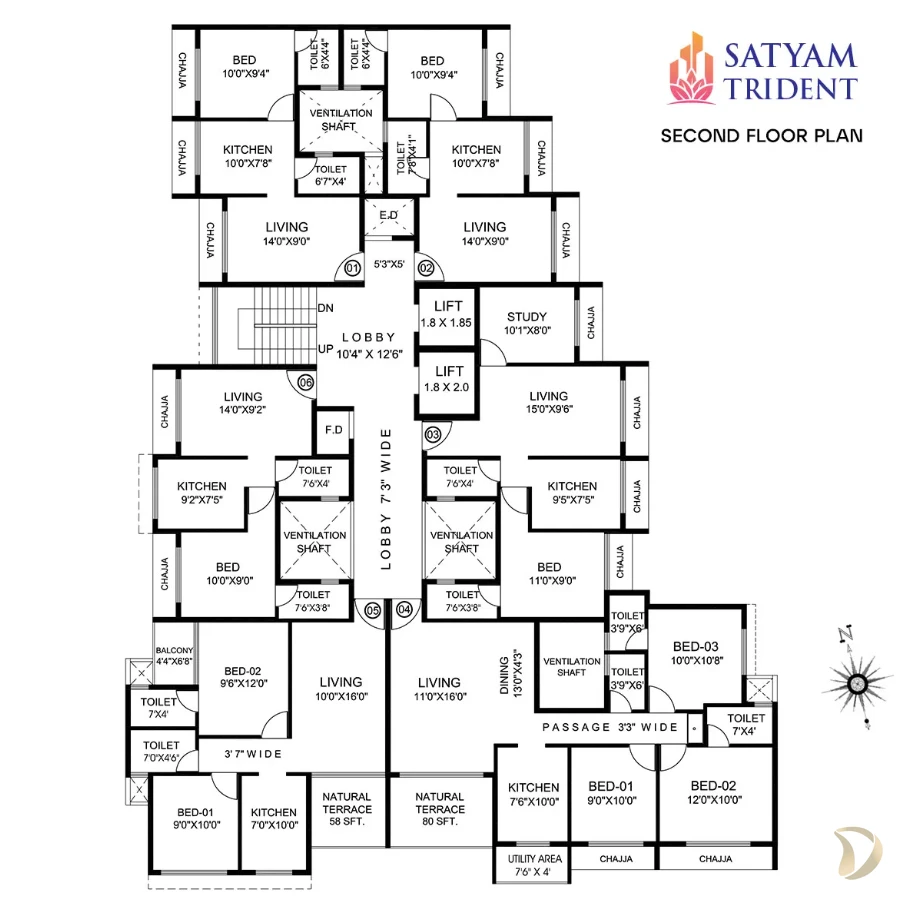 SATYAM
TRIDENT
SECOND FLOOR PLAN
CHAJJA
BED
10'0"X9'4"
TOILET
6'X4'4"
TOILET
6'X4'4"
BED
10'0"X9'4"
CHAJJA
VENTILATION
SHAFT
CHAJJA
KITCHEN
10'0"X7'8"
TOILET
6'7"X4'
TOILET
7'8"X4'1"
KITCHEN
10'0"X7'8"
CHAJJA
CHAJJA
LIVING
14'0"X9'0"
E.D
LIVING
14'0"X9'0"
CHAJJA
01
5'3"X5'
02
DN
UP
LOBBY
10'4" X 12'6"
LIFT
1.8 X 1.85
STUDY
10'1"X8'0"
CHAJJA
LIFT
1.8 X 2.0
CHAJJA
LIVING
14'0"X9'2"
06
F.D
LOBBY 7'3" WIDE
03
LIVING
15'0"X9'6"
CHAJJA
KITCHEN
9'2"X7'5"
TOILET
7'6"X4'
TOILET
7'6"X4'
KITCHEN
9'5"X7'5"
CHAJJA
VENTILATION
SHAFT
VENTILATION
SHAFT
CHAJJA
BED
10'0"X9'0"
BED
11'0"X9'0"
CHAJJA
TOILET
7'6"X3'8"
05
04
TOILET
7'6"X3'8"
TOILET
3'9"X6'
BALCONY
4'4"X6'8"
BED-02
9'6"X12'0"
LIVING
10'0"X16'0"
LIVING
11'0"X16'0"
DINING
13'0"X4'3"
VENTILATION
SHAFT
TOILET
3'9"X6'
BED-03
10'0"X10'8"
N
TOILET
7'X4'
PASSAGE 3'3" WIDE
TOILET
7'X4'
TOILET
7'0"X4'6"
3'7" WIDE
BED-01
9'0"X10'0"
KITCHEN
7'0"X10'0"
NATURAL
TERRACE
58 SFT.
NATURAL
TERRACE
80 SFT.
KITCHEN
7'6"X10'0"
BED-01
9'0"X10'0"
BED-02
12'0"X10'0"
UTILITY AREA
7'6" X 4'
CHAJJA
CHAJJA